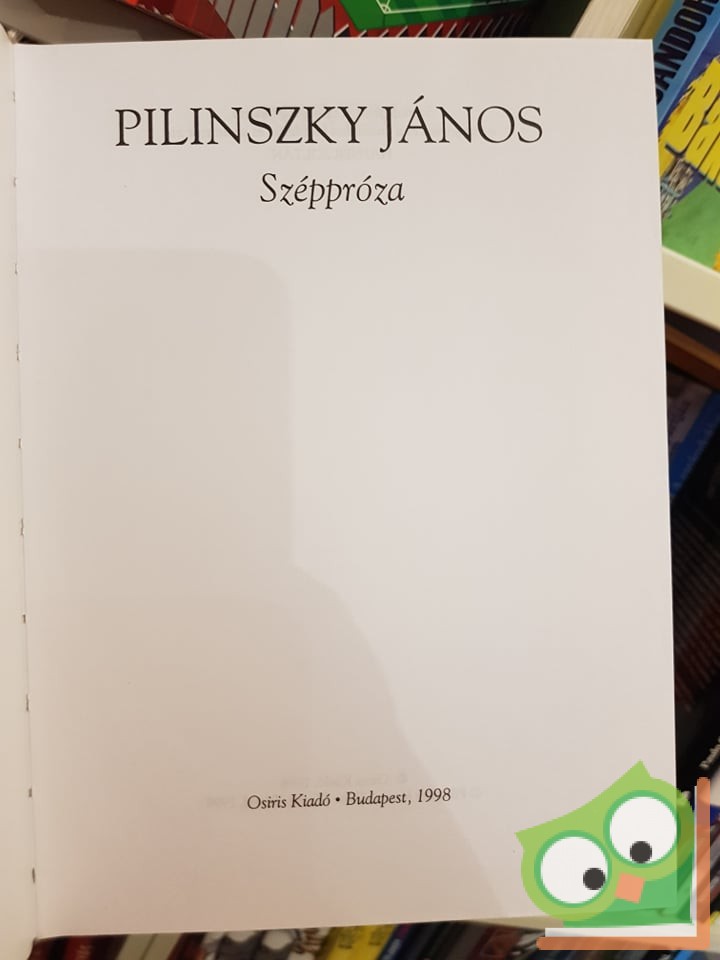 PILINSZKY JÁNOS
Széppróza
Osiris Kiadó • Budapest, 1998